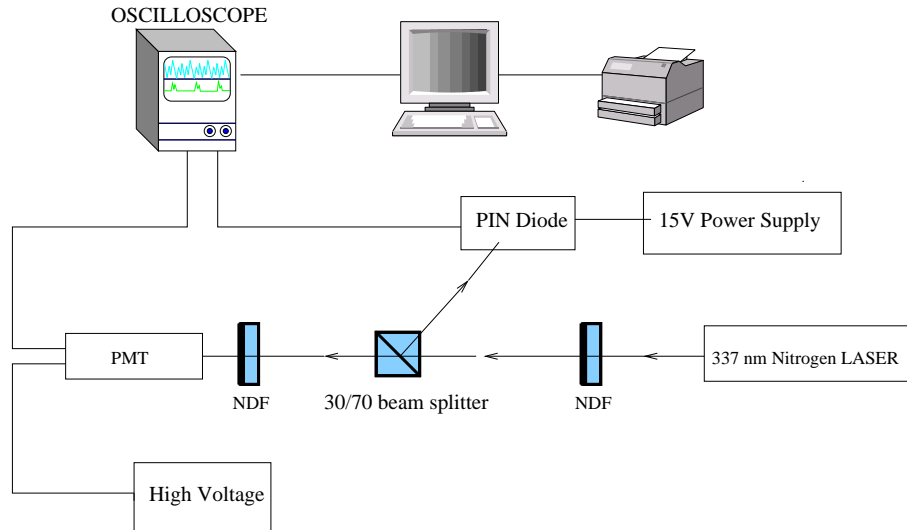 OSCILLOSCOPE
PIN Diode
15V Power Supply
PMT
NDF
30/70 beam splitter
NDF
337 nm Nitrogen LASER
High Voltage